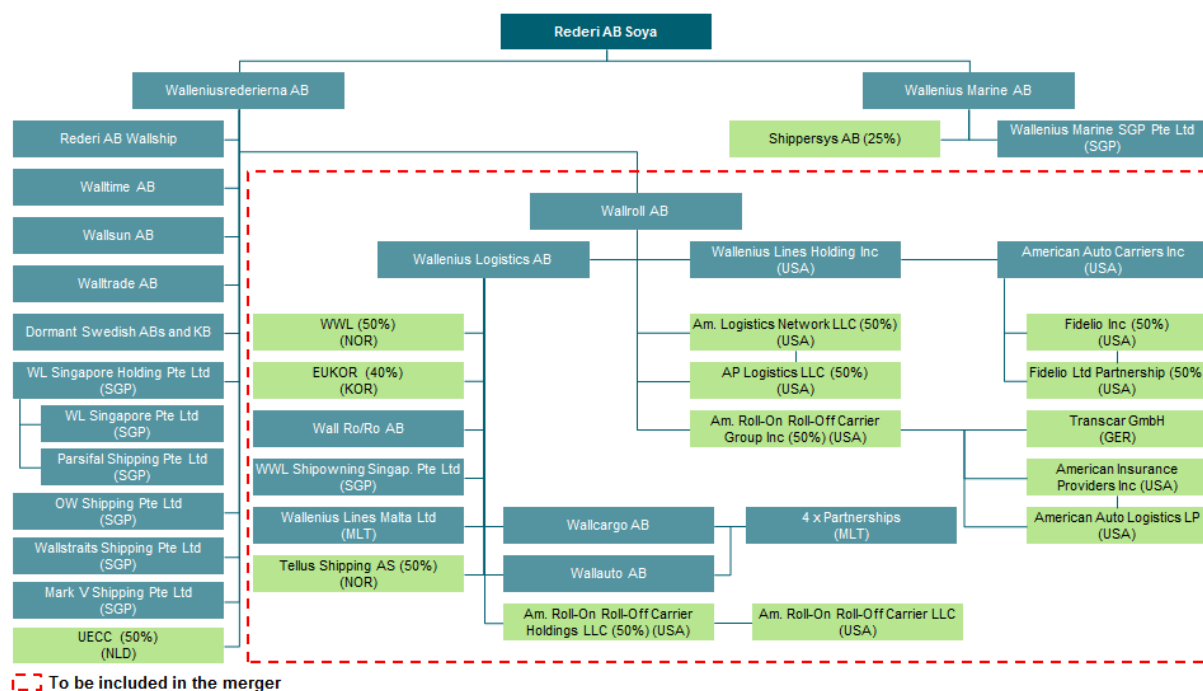 Rederi AB Soya
Walleniusrederierna AB
Wallenius Marine AB
Rederi AB Wallship
Shippersys AB (25%)
Wallenius Marine SGP Pte Ltd
(SGP)
Walltime AB
Wallsun AB
Walltrade AB
Dormant Swedish ABs and KB
WL Singapore Holding Pte Ltd
(SGP)
WL Singapore Pte Ltd
(SGP)
Parsifal Shipping Pte Ltd
(SGP)
OW Shipping Pte Ltd
(SGP)
Wallstraits Shipping Pte Ltd
(SGP)
Mark V Shipping Pte Ltd
(SGP)
UECC (50%)
(NLD)
Wallroll AB
Wallenius Logistics AB
Wallenius Lines Holding Inc
(USA)
American Auto Carriers Inc
(USA)
WWL (50%)
(NOR)
EUKOR (40%)
(KOR)
Wall Ro/Ro AB
WWL Shipowning Singap. Pte Ltd
(SGP)
Wallenius Lines Malta Ltd
(MLT)
Tellus Shipping AS (50%)
(NOR)
Am. Logistics Network LLC (50%)
(USA)
AP Logistics LLC (50%)
(USA)
Am. Roll-On Roll-Off Carrier
Group Inc (50%) (USA)
Fidelio Inc (50%)
(USA)
Fidelio Ltd Partnership (50%
(USA)
Transcar GmbH
(GER)
American Insurance
Providers Inc (USA)
American Auto Logistics LP
(USA)
Wallcargo AB
4 x Partnerships
(MLT)
Wallauto AB
Am. Roll-On Roll-Off Carrier
Holdings LLC (50%) (USA)
Am. Roll-On Roll-Off Carrier LLC
(USA)
To be included in the merger